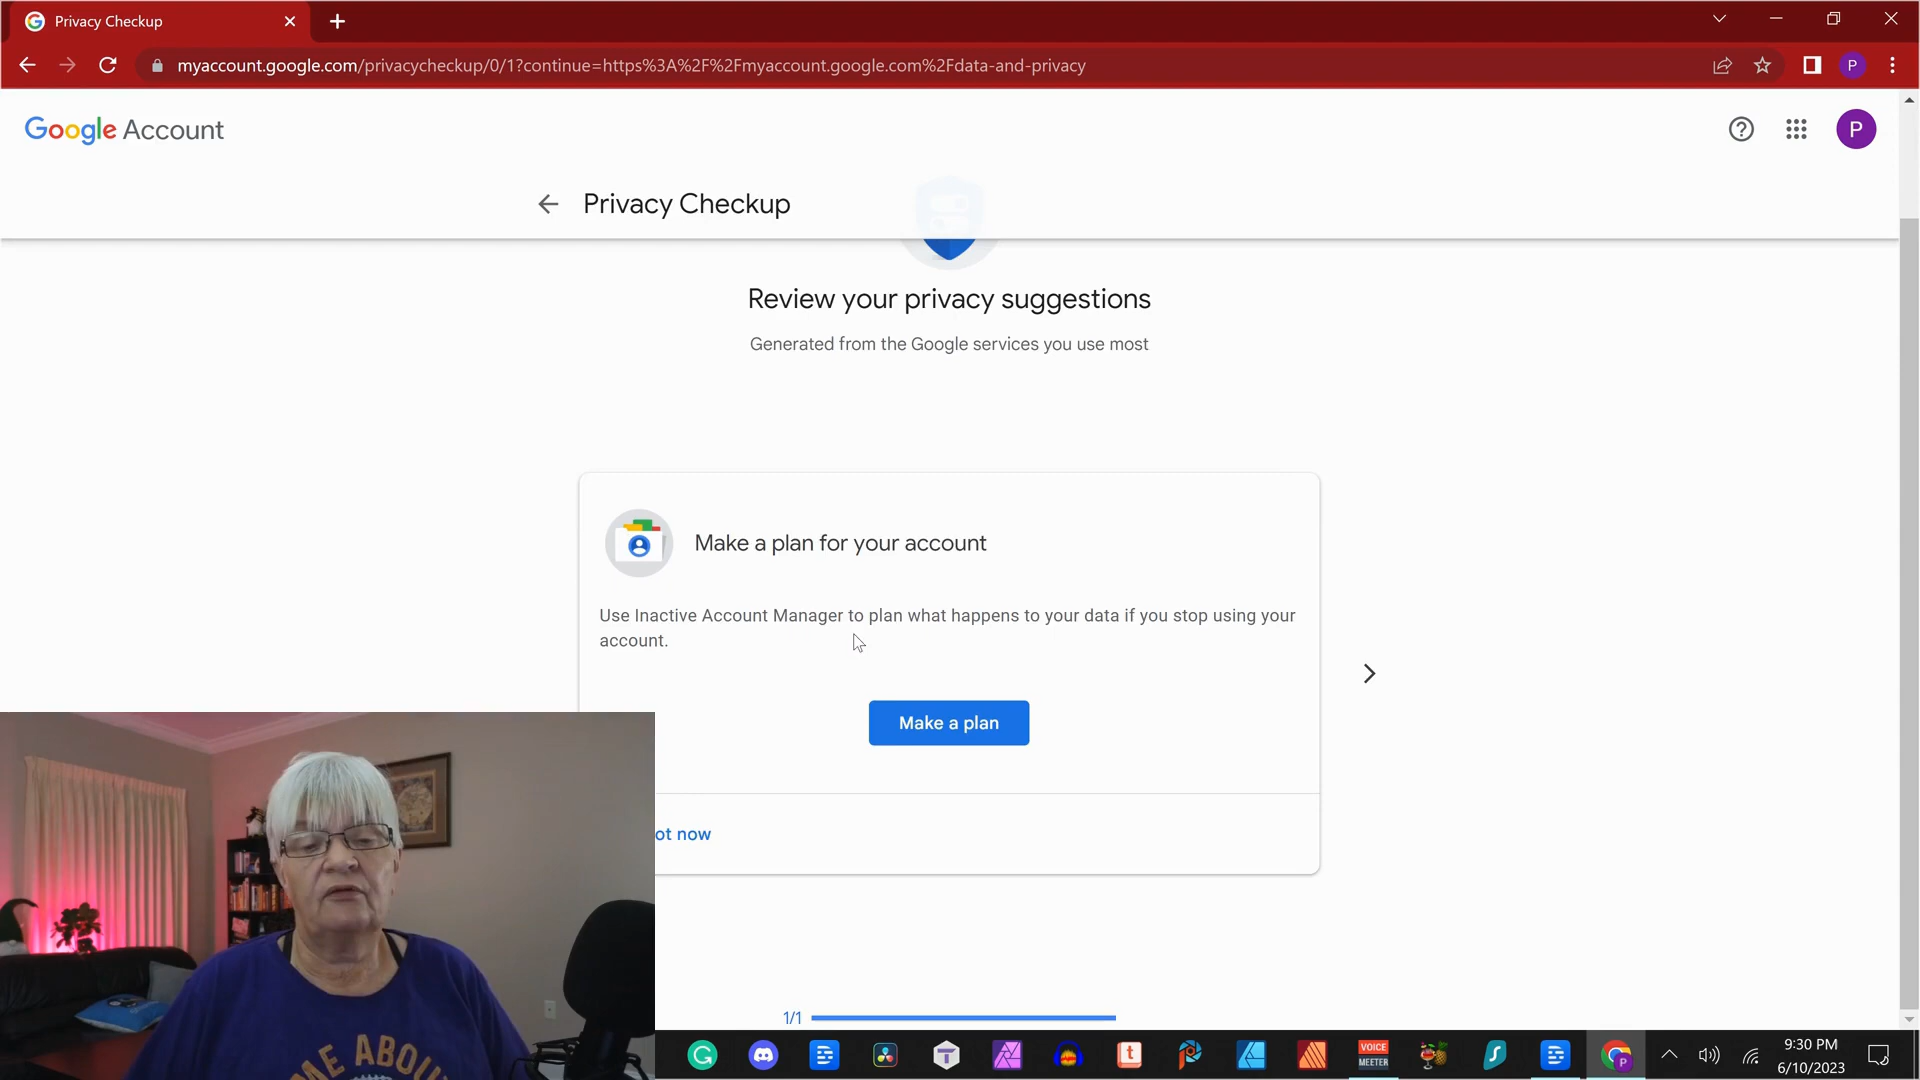 Privacy Checkup
myaccount.google.com/privacycheckup/0/1?continue=https%3A%2F%2Fmyaccount.google.com%2Fdata-and-privacy
P
Google Account
P
Privacy Checkup
Review your privacy suggestions
Generated from the Google services you use most
Make a plan for your account
Use Inactive Account Manager to plan what happens to your data if you stop using your
account.
Make a plan
ot now
1/1
ME ABOU
T
t
VOICE
MEETER
P
9:30 PM
6/10/2023